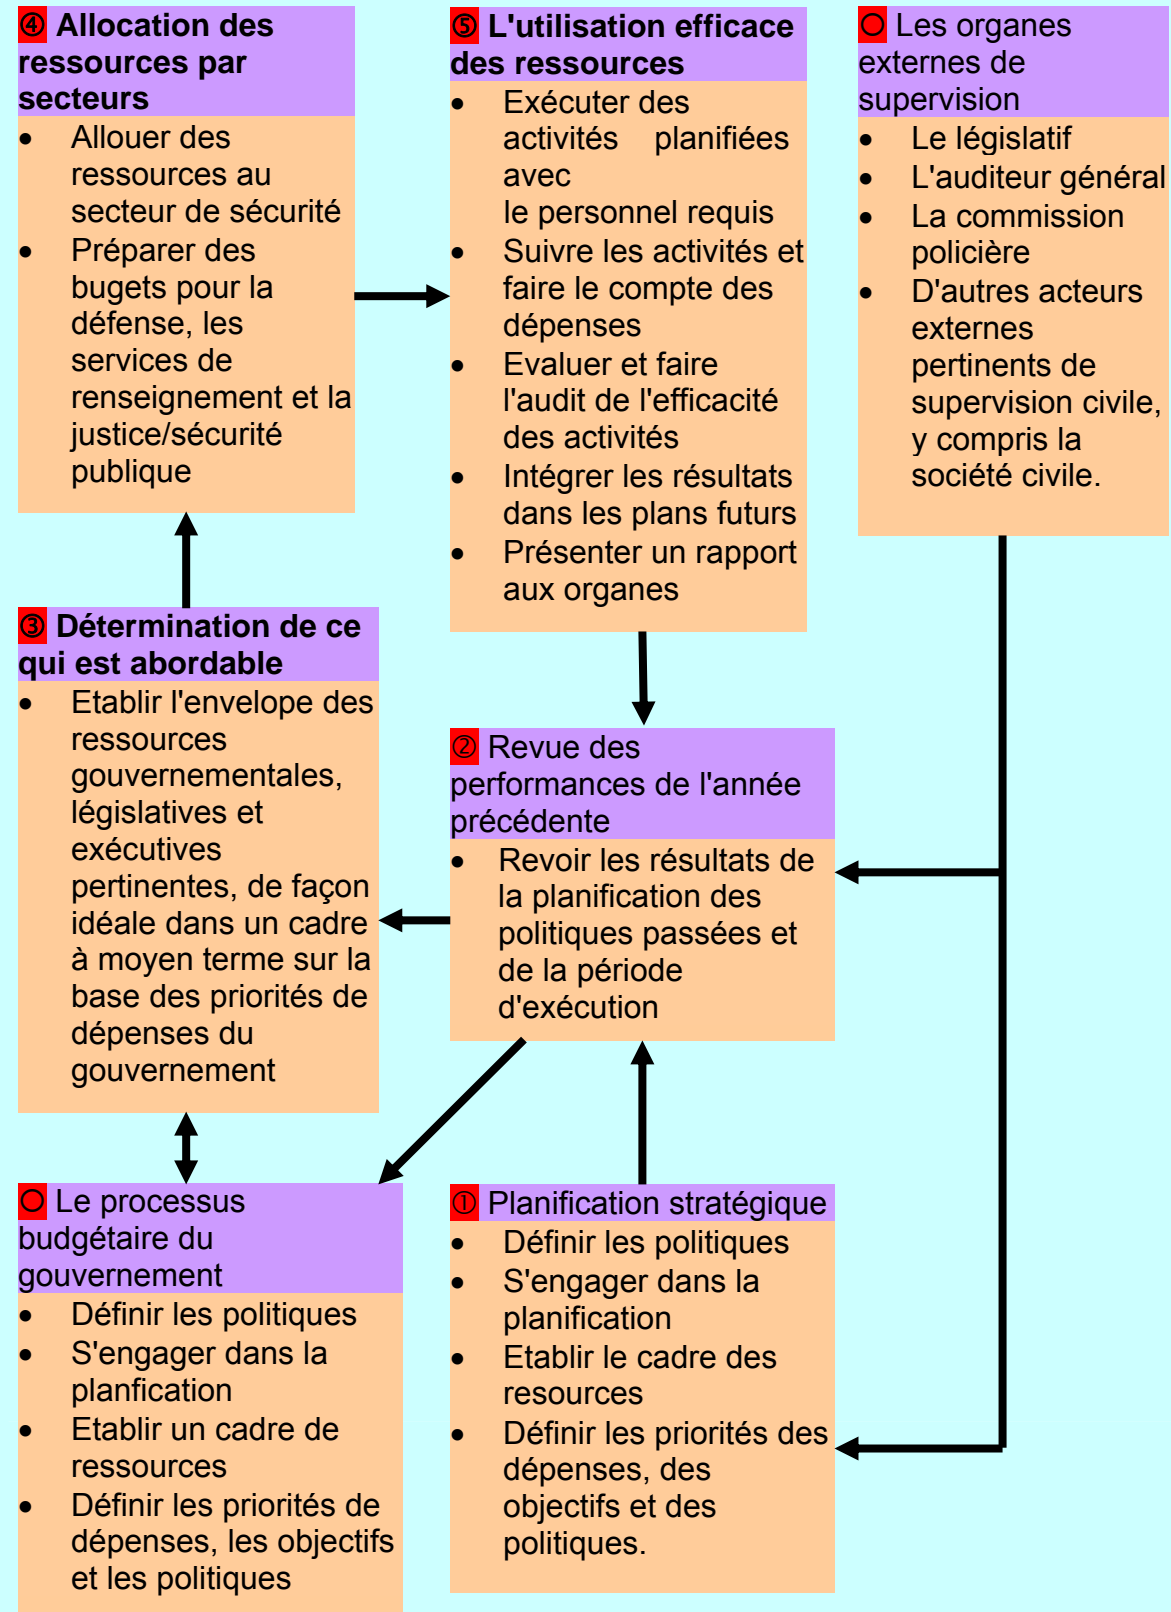 ④ Allocation des
ressources par
secteurs
• Allouer des
ressources au
secteur de sécurité
• Préparer des
bugets pour la
défense, les
services de
renseignement et la
justice/sécurité
publique
⑤ L'utilisation efficace
des ressources
• Exécuter des
activités planifiées
avec
le personnel requis
• Suivre les activités et
faire le compte des
dépenses
• Evaluer et faire
l'audit de l'efficacité
des activités
• Intégrer les résultats
dans les plans futurs
• Présenter un rapport
aux organes
○ Les organes
externes de
supervision
• Le législatif
• L'auditeur général
• La commission
policière
• D'autres acteurs
externes
pertinents de
supervision civile,
y compris la
société civile.
③ Détermination de ce
qui est abordable
• Etablir l'envelope des
ressources
gouvernementales,
législatives et
exécutives
pertinentes, de façon
idéale dans un cadre
à moyen terme sur la
base des priorités de
dépenses du
gouvernement
② Revue des
performances de l'année
précédente
• Revoir les résultats de
la planification des
politiques passées et
de la période
d'exécution
○ Le processus
budgétaire du
gouvernement
• Définir les politiques
• S'engager dans la
planfication
• Etablir un cadre de
ressources
• Définir les priorités de
dépenses, les objectifs
et les politiques
① Planification stratégique
• Définir les politiques
• S'engager dans la
planification
• Etablir le cadre des
resources
• Définir les priorités des
dépenses, des
objectifs et des
politiques.